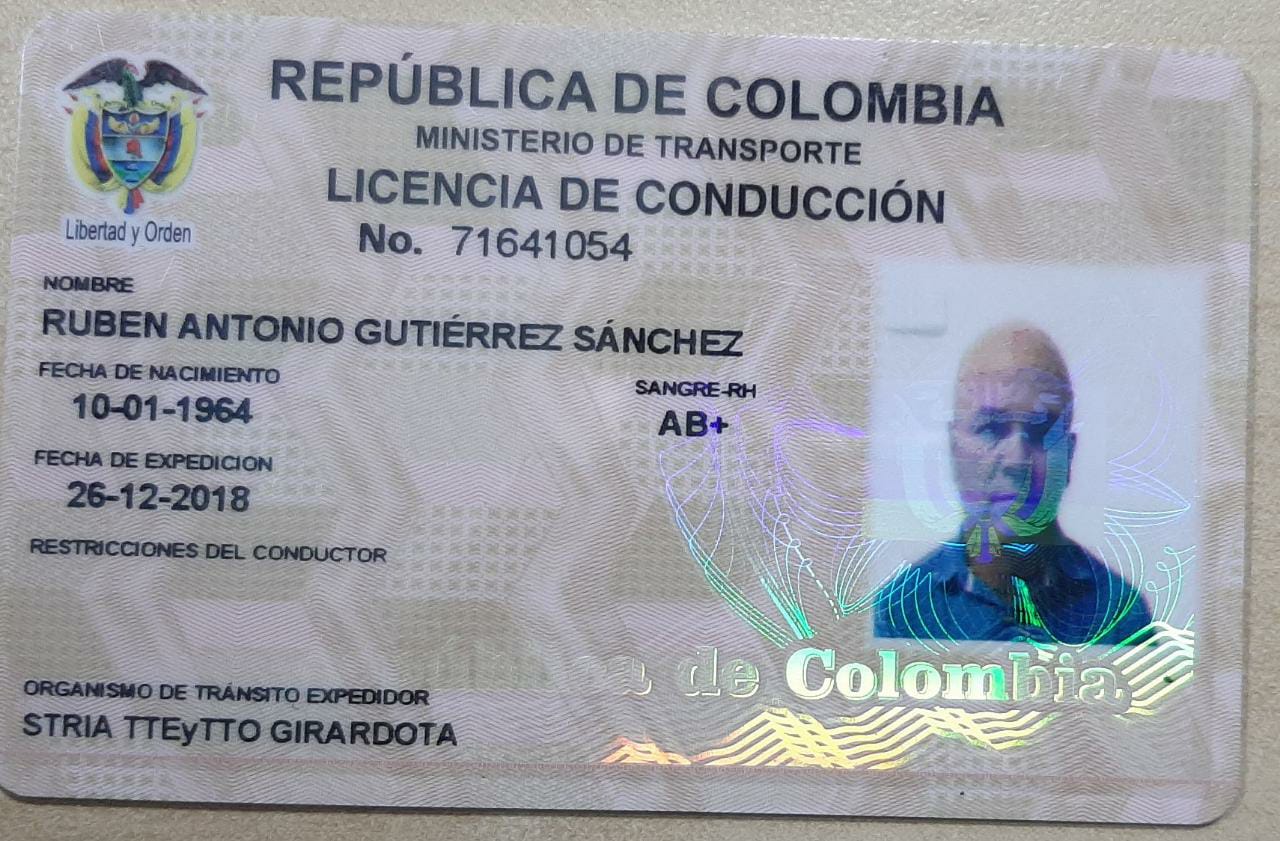 REPÚBLICA DE COLOMBIA
MINISTERIO DE TRANSPORTE
LICENCIA DE CONDUCCIÓN
No. 71641054
Libertad y Orden
NOMBRE
RUBEN ANTONIO GUTIÉRREZ SÁNCHEZ
FECHA DE NACIMIENTO
10-01-1964
SANGRE-RH
AB+
FECHA DE EXPEDICION
26-12-2018
RESTRICCIONES DEL CONDUCTOR
ORGANISMO DE TRÁNSITO EXPEDIDOR
STRIA TTEyTTO GIRARDOTA
de Colombia